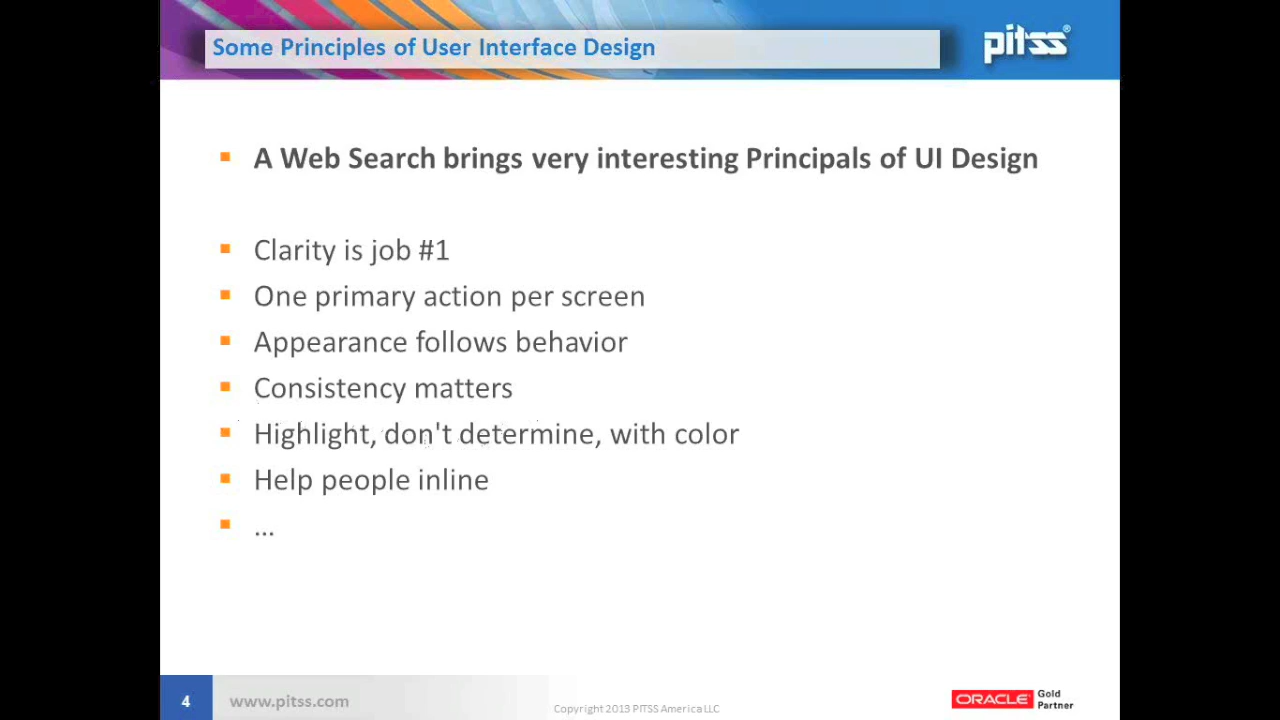 Some Principles of User Interface Design
pitss®
A Web Search brings very interesting Principals of UI Design
Clarity is job #1
One primary action per screen
Appearance follows behavior
Consistency matters
Highlight, don't determine, with color
Help people inline
...
4
www.pitss.com
Copyright 2013 PITSS America LLC
ORACLE
Gold
Partner